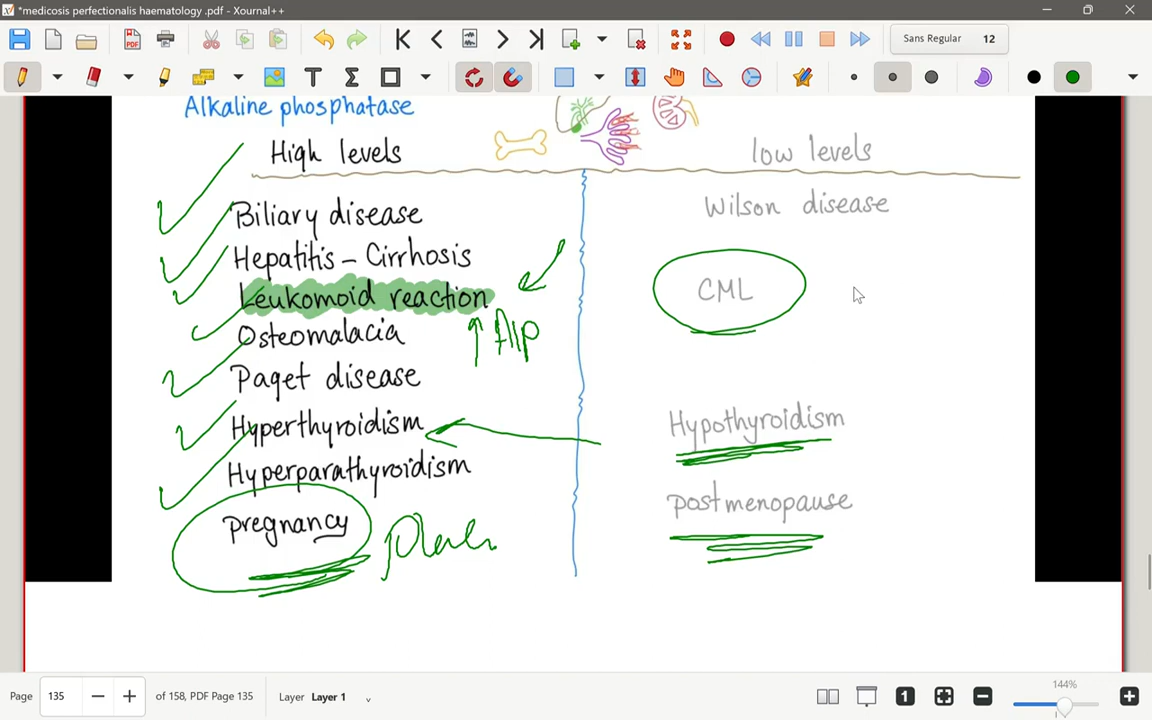 *medicosis perfectionalis haematology .pdf - Xournal++
Sans Regular 12
Alkaline phosphatase
High levels
low levels
Biliary disease
Wilson disease
Hepatitis - Cirrhosis
Leukomoid reaction
CML
↑ Alp
Osteomalacia
Paget disease
Hyperthyroidism
Hypothyroidism
Hyperparathyroidism
postmenopause
pregnancy
Page 135 of 158, PDF Page 135 Layer Layer 1
144%